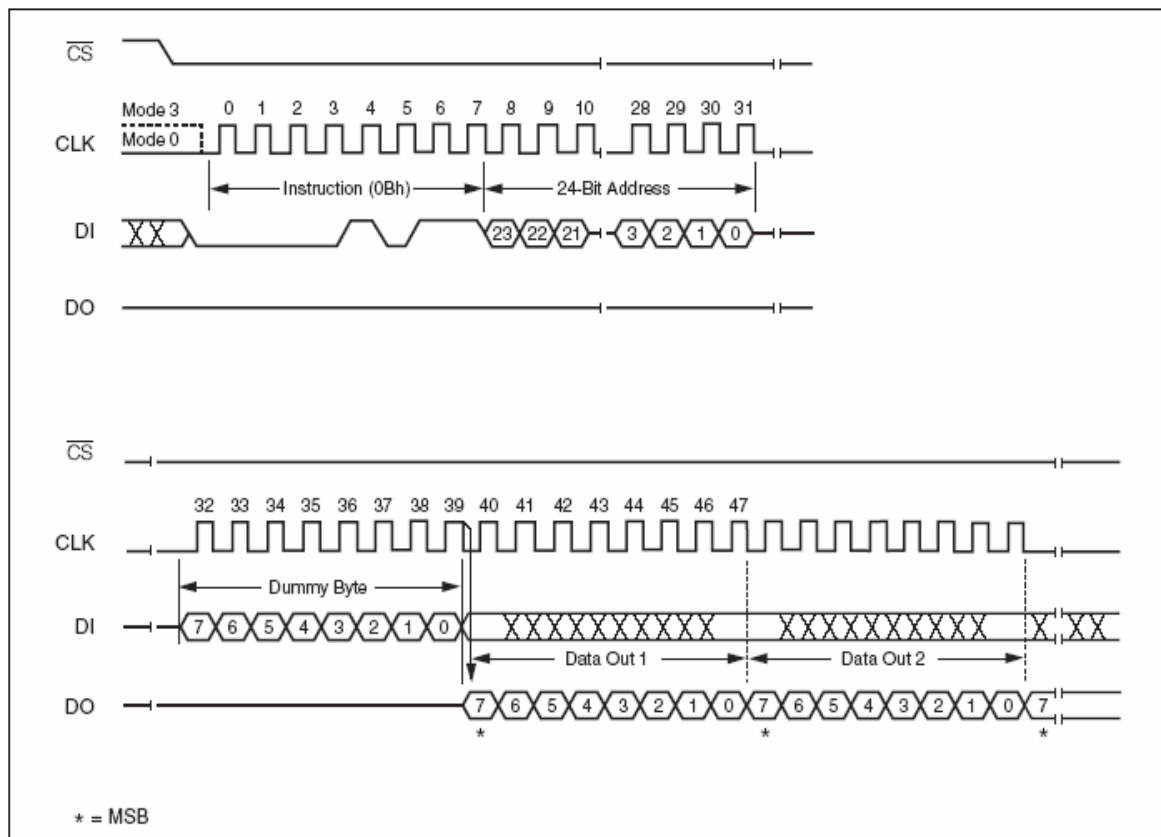 CS
Mode 3 0 1 2 3 4 5 6 7 8 9 10 28 29 30 31
CLK Mode 0
Instruction (0Bh) 24-Bit Address
DI 23 22 21 3 2 1 0
DO
CS
32 33 34 35 36 37 38 39 40 41 42 43 44 45 46 47
CLK
Dummy Byte
DI 7 6 5 4 3 2 1 0
Data Out 1 Data Out 2
DO 7 6 5 4 3 2 1 0 7 6 5 4 3 2 1 0 7
* * *
* = MSB